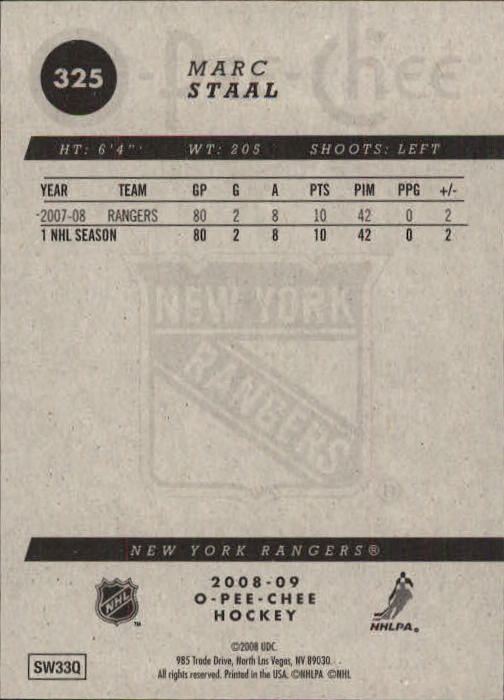 O-Pee-Chee
325
MARC
STAAL
HT: 6'4" WT: 205 SHOOTS: LEFT
YEAR TEAM GP G A PTS PIM PPG +/-
2007-08 RANGERS 80 2 8 10 42 0 2
1 NHL SEASON 80 2 8 10 42 0 2
NEW YORK
RANGERS
NEW YORK RANGERS®
2008-09
O-PEE-CHEE
HOCKEY
NHL
™
NHLPA®
©2008 UDC.
985 Trade Drive, North Las Vegas, NV 89030.
All rights reserved. Printed in the USA. ©NHLPA ©NHL
SW33Q